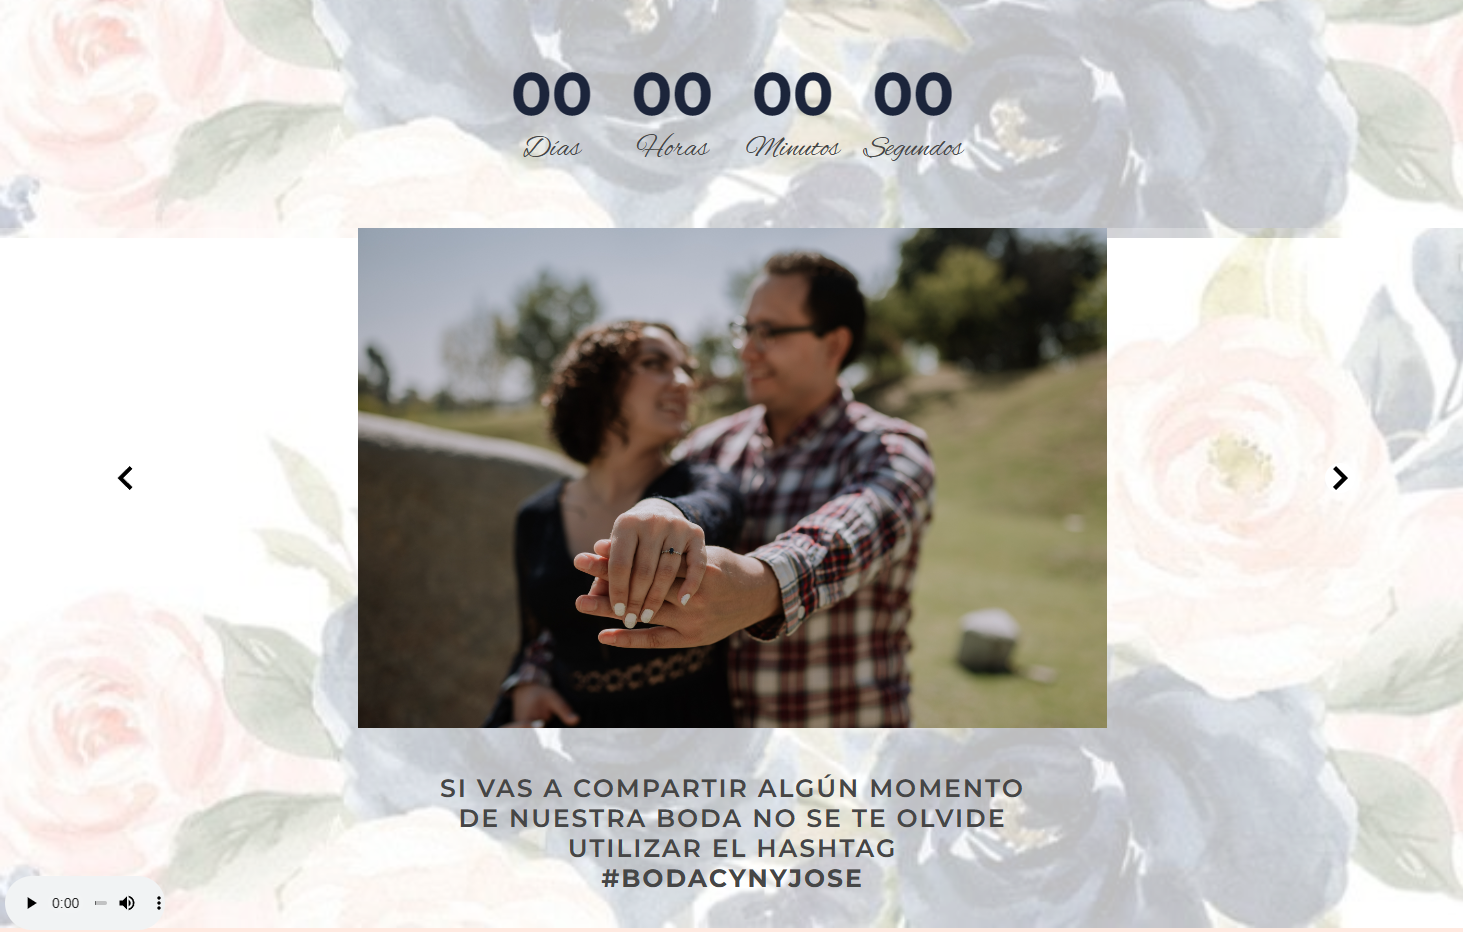 00 00 00 00
Días Horas Minutos Segundos
SI VAS A COMPARTIR ALGÚN MOMENTO
DE NUESTRA BODA NO SE TE OLVIDE
UTILIZAR EL HASHTAG
#BODACYNYJOSE
0:00